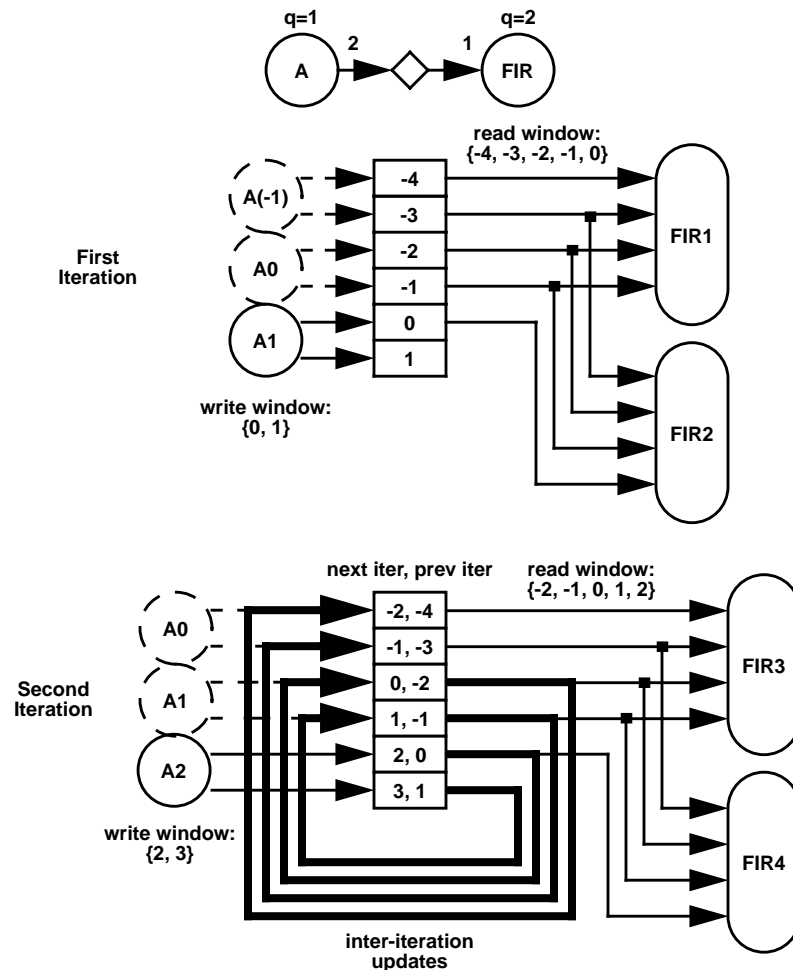 q=1
q=2
2
1
A
FIR
read window:
{-4, -3, -2, -1, 0}
A(-1)
-4
-3
FIR1
First
Iteration
A0
-2
-1
A1
0
1
write window:
{0, 1}
FIR2
next iter, prev iter
read window:
{-2, -1, 0, 1, 2}
A0
-2, -4
-1, -3
FIR3
Second
Iteration
A1
0, -2
1, -1
A2
2, 0
3, 1
write window:
{2, 3}
FIR4
inter-iteration
updates